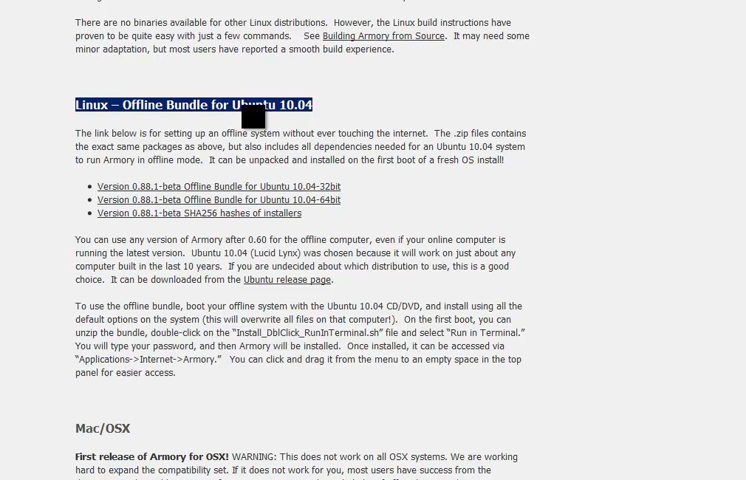 There are no binaries available for other Linux distributions.  However, the Linux build instructions have
proven to be quite easy with just a few commands.    See Building Armory from Source.  It may need some
minor adaptation, but most users have reported a smooth build experience.
Linux – Offline Bundle for Ubuntu 10.04
The link below is for setting up an offline system without ever touching the internet.  The .zip files contains
the exact same packages as above, but also includes all dependencies needed for an Ubuntu 10.04 system
to run Armory in offline mode.  It can be unpacked and installed on the first boot of a fresh OS install!
• Version 0.88.1-beta Offline Bundle for Ubuntu 10.04-32bit
• Version 0.88.1-beta Offline Bundle for Ubuntu 10.04-64bit
• Version 0.88.1-beta SHA256 hashes of installers
You can use any version of Armory after 0.60 for the offline computer, even if your online computer is
running the latest version.  Ubuntu 10.04 (Lucid Lynx) was chosen because it will work on just about any
computer built in the last 10 years.  If you are undecided about which distribution to use, this is a good
choice.  It can be downloaded from the Ubuntu release page.
To use the offline bundle, boot your offline system with the Ubuntu 10.04 CD/DVD, and install using all the
default options on the system (this will overwrite all files on that computer!).  On the first boot, you can
unzip the bundle, double-click on the “Install_DblClick_RunInTerminal.sh” file and select “Run in Terminal.”
You will type your password, and then Armory will be installed.  Once installed, it can be accessed via
“Applications->Internet->Armory.”   You can click and drag it from the menu to an empty space in the top
panel for easier access.
Mac/OSX
First release of Armory for OSX! WARNING: This does not work on all OSX systems. We are working
hard to expand the compatibility set. If it does not work for you, most users have success from the